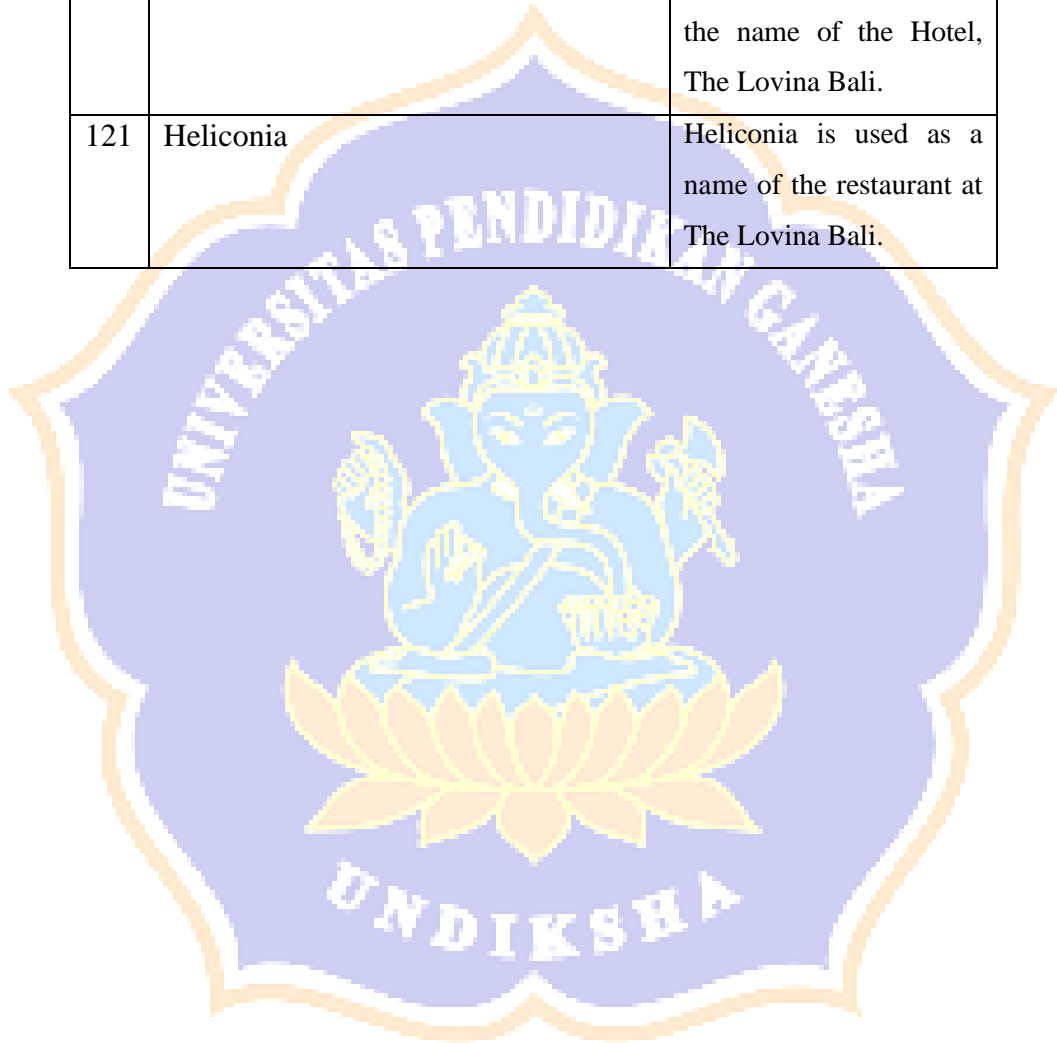 the name of the Hotel,
The Lovina Bali.
121 Heliconia Heliconia is used as a
name of the restaurant at
The Lovina Bali.
UNIVERSITAS PENDIDIKAN GANESHA
UNDIKSHA